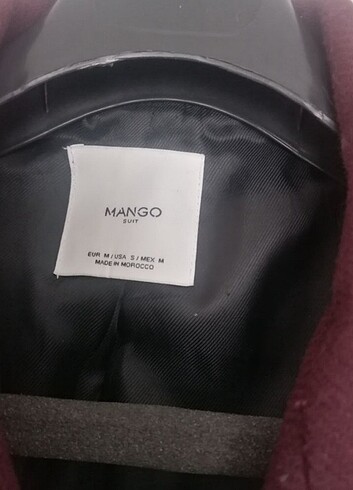 MANGO
SUIT
EUR M / USA S / MEX M
MADE IN MOROCCO